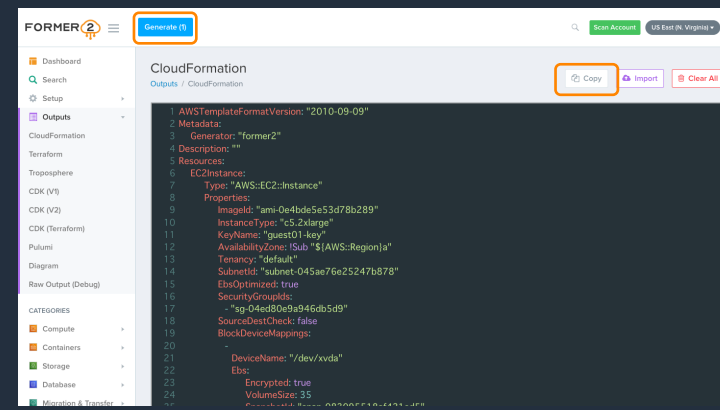 FORMER2
Generate (1)
Scan Account
US East (N. Virginia)
Dashboard
Search
Setup
Outputs
CloudFormation
Terraform
Troposphere
CDK (V1)
CDK (V2)
CDK (Terraform)
Pulumi
Diagram
Raw Output (Debug)
CATEGORIES
Compute
Containers
Storage
Database
Migration & Transfer
CloudFormation
Outputs / CloudFormation
Copy
Import
Clear All
1 AWSTemplateFormatVersion: "2010-09-09"
2 Metadata:
3 Generator: "former2"
4 Description: ""
5 Resources:
6 EC2Instance:
7 Type: "AWS::EC2::Instance"
8 Properties:
9 ImageId: "ami-0e4bde5e53d78b289"
10 InstanceType: "c5.2xlarge"
11 KeyName: "guest01-key"
12 AvailabilityZone: !Sub "${AWS::Region}a"
13 Tenancy: "default"
14 SubnetId: "subnet-045ae76e25247b878"
15 EbsOptimized: true
16 SecurityGroupIds:
17 - "sg-04ed80e9a946db5d9"
18 SourceDestCheck: false
19 BlockDeviceMappings:
20 -
21 DeviceName: "/dev/xvda"
22 Ebs:
23 Encrypted: true
24 VolumeSize: 35